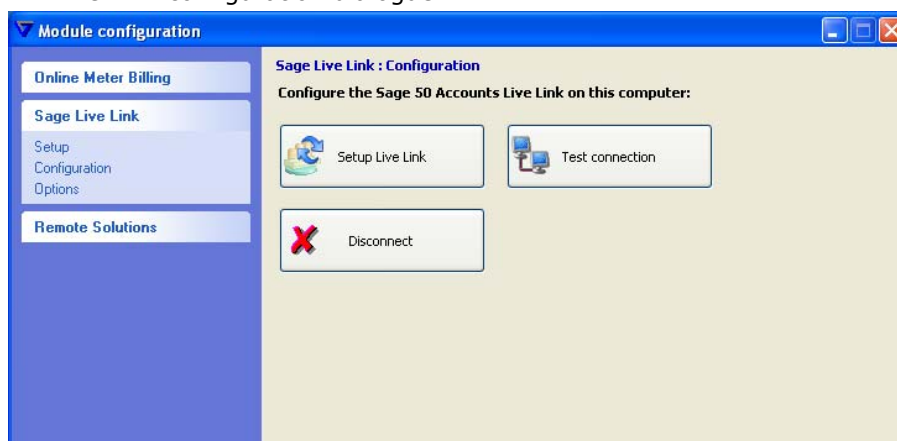 Module configuration
Online Meter Billing
Sage Live Link
Setup
Configuration
Options
Remote Solutions
Sage Live Link : Configuration
Configure the Sage 50 Accounts Live Link on this computer:
Setup Live Link
Test connection
Disconnect